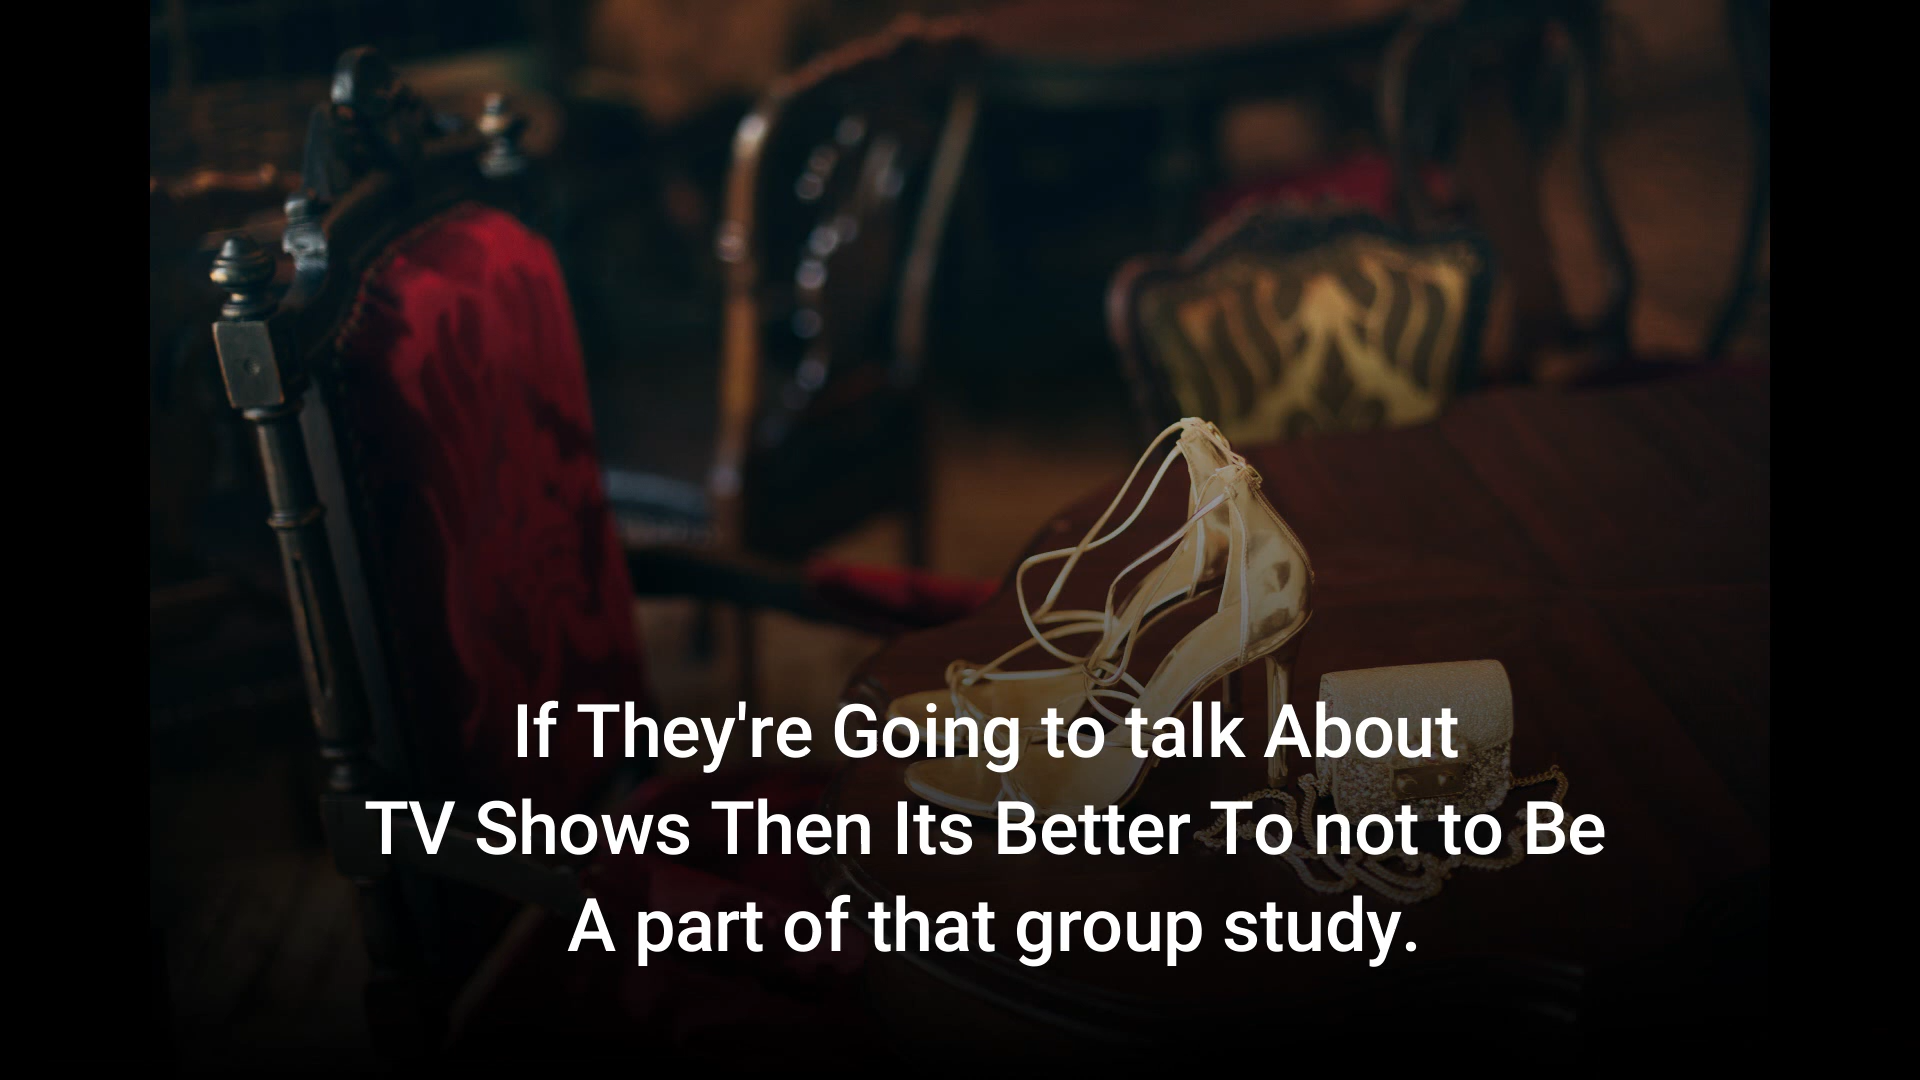 If They're Going to talk About
TV Shows Then Its Better To not to Be
A part of that group study.